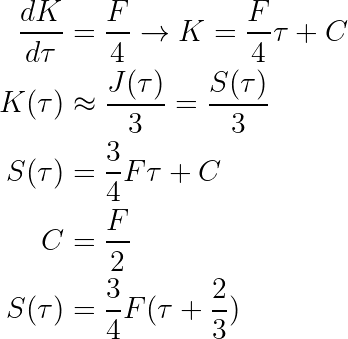 dK/dτ = F/4 → K = F/4 τ + C
K(τ) ≈ J(τ)/3 = S(τ)/3
S(τ) = 3/4 Fτ + C
C = F/2
S(τ) = 3/4 F(τ + 2/3)